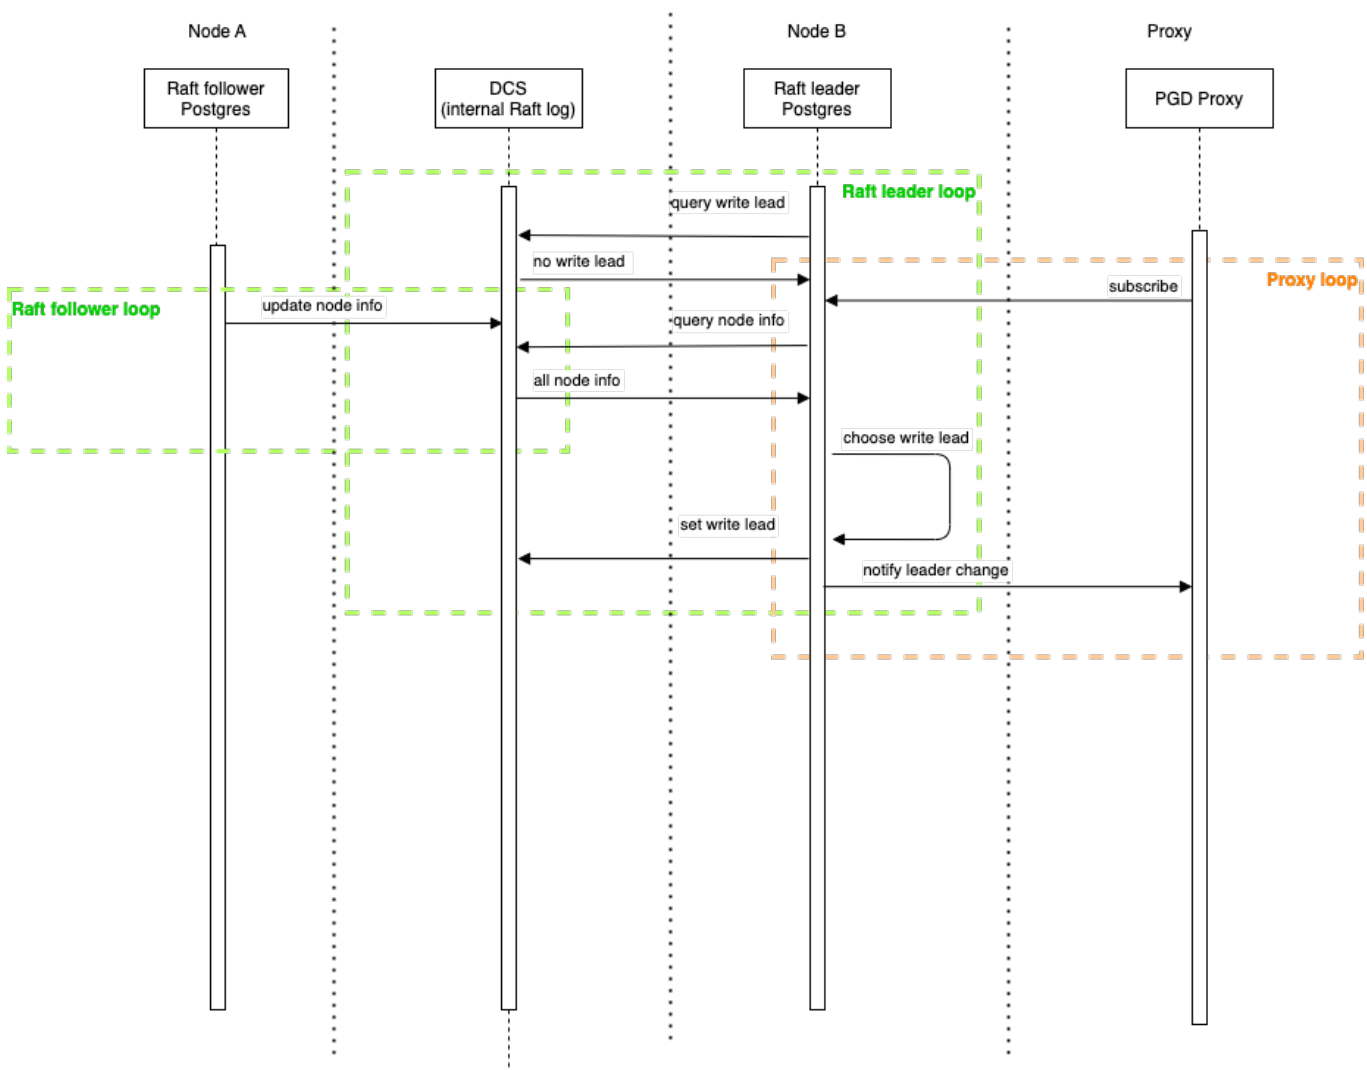 Node A
Node B
Proxy
Raft follower
Postgres
DCS
(internal Raft log)
Raft leader
Postgres
PGD Proxy
Raft leader loop
query write lead
no write lead
Proxy loop
subscribe
Raft follower loop
update node info
query node info
all node info
choose write lead
set write lead
notify leader change